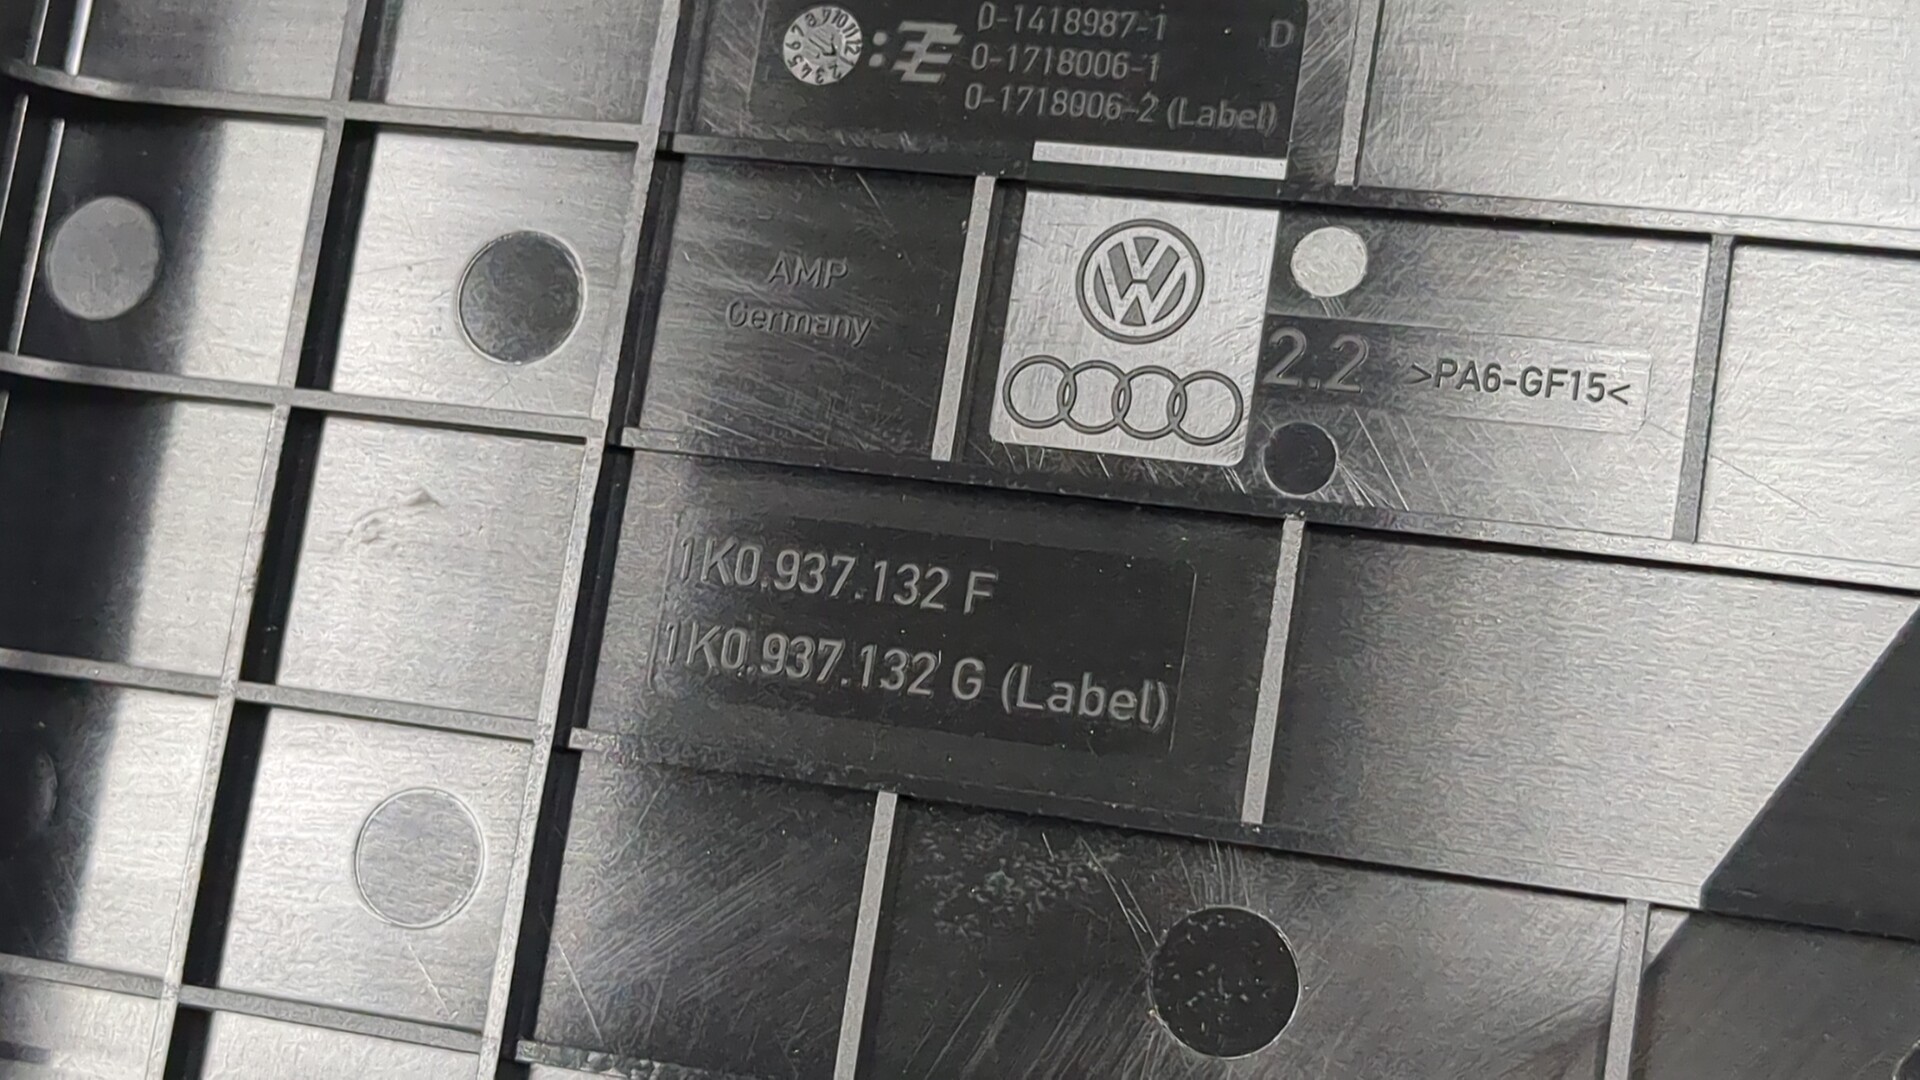 0-1418987-1
D
0-1718006-1
0-1718006-2 (Label)
AMP
Germany
2.2
>PA6-GF15<
1K0.937.132 F
1K0.937.132 G (Label)